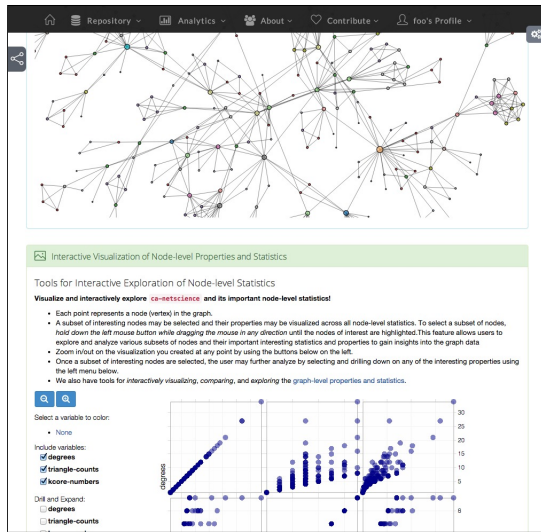 Repository Analytics About Contribute foo's Profile
Interactive Visualization of Node-level Properties and Statistics
Tools for Interactive Exploration of Node-level Statistics
Visualize and interactively explore ca-netscience and its important node-level statistics!
• Each point represents a node (vertex) in the graph.
• A subset of interesting nodes may be selected and their properties may be visualized across all node-level statistics. To select a subset of nodes,
hold down the left mouse button while dragging the mouse in any direction until the nodes of interest are highlighted.This feature allows users to
explore and analyze various subsets of nodes and their important interesting statistics and properties to gain insights into the graph data
• Zoom in/out on the visualization you created at any point by using the buttons below on the left.
• Once a subset of interesting nodes are selected, the user may further analyze by selecting and drilling down on any of the interesting properties using
the left menu below.
• We also have tools for interactively visualizing, comparing, and exploring the graph-level properties and statistics.
Select a variable to color:
• None
Include variables:
degrees
triangle-counts
kcore-numbers
Drill and Expand:
degrees
triangle-counts
degrees
30
25
20
15
10
5
8